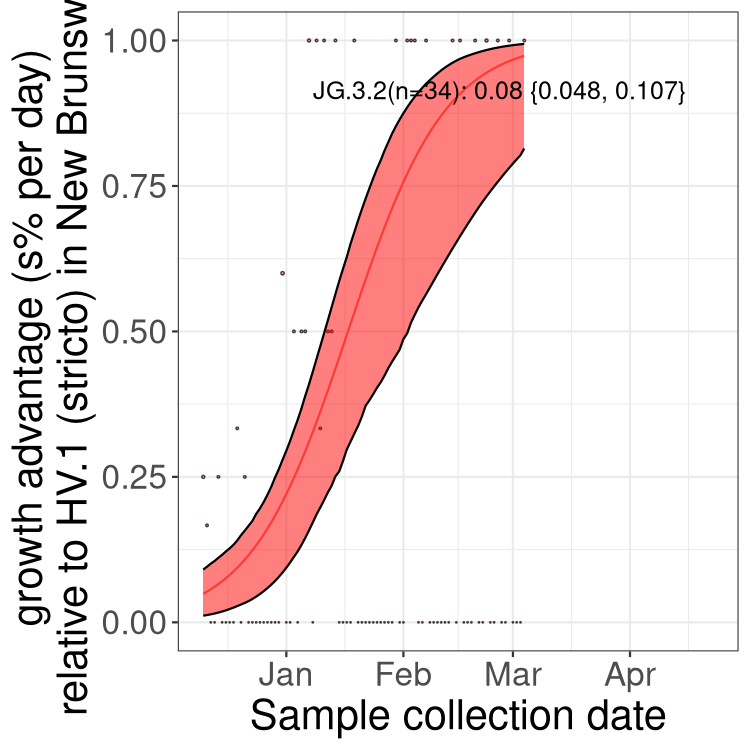 growth advantage (s% per day)
relative to HV.1 (stricto) in New Brunsw
1.00
0.75
0.50
0.25
0.00
JG.3.2(n=34): 0.08 {0.048, 0.107}
Jan Feb Mar Apr
Sample collection date